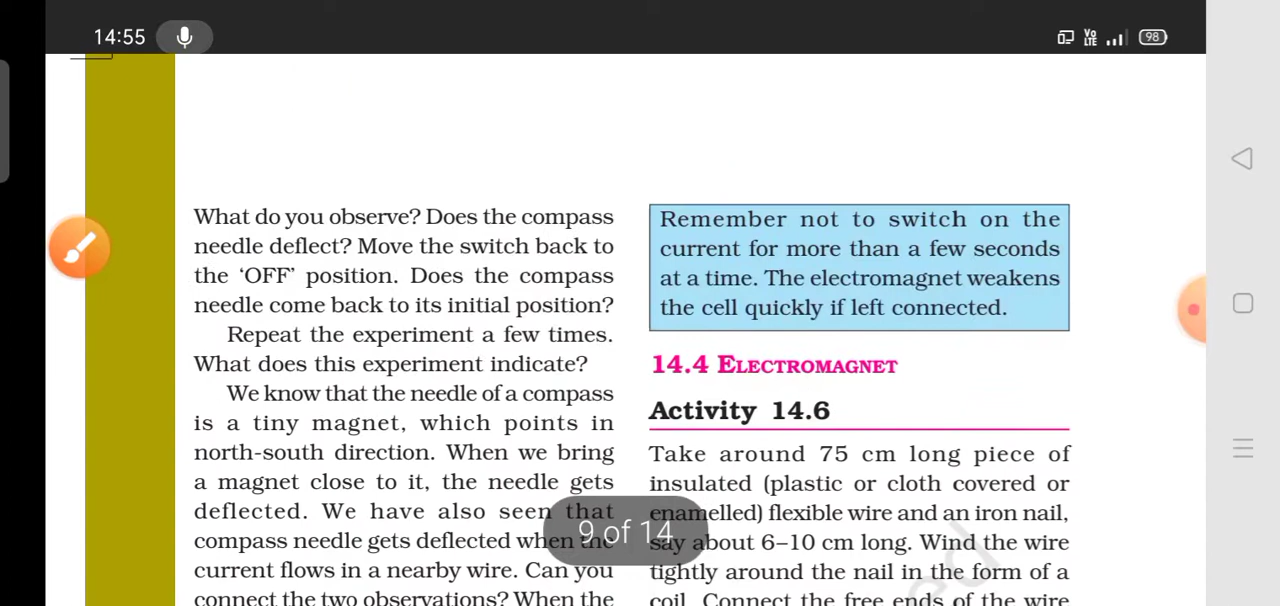 14:55
Vo
LTE
98
What do you observe? Does the compass
needle deflect? Move the switch back to
the ‘OFF’ position. Does the compass
needle come back to its initial position?
Repeat the experiment a few times.
What does this experiment indicate?
We know that the needle of a compass
is a tiny magnet, which points in
north-south direction. When we bring
a magnet close to it, the needle gets
deflected. We have also seen that
compass needle gets deflected when the
current flows in a nearby wire. Can you
connect the two observations? When the
Remember not to switch on the
current for more than a few seconds
at a time. The electromagnet weakens
the cell quickly if left connected.
14.4 ELECTROMAGNET
Activity 14.6
Take around 75 cm long piece of
insulated (plastic or cloth covered or
enamelled) flexible wire and an iron nail,
say about 6–10 cm long. Wind the wire
tightly around the nail in the form of a
coil. Connect the free ends of the wire
9 of 14